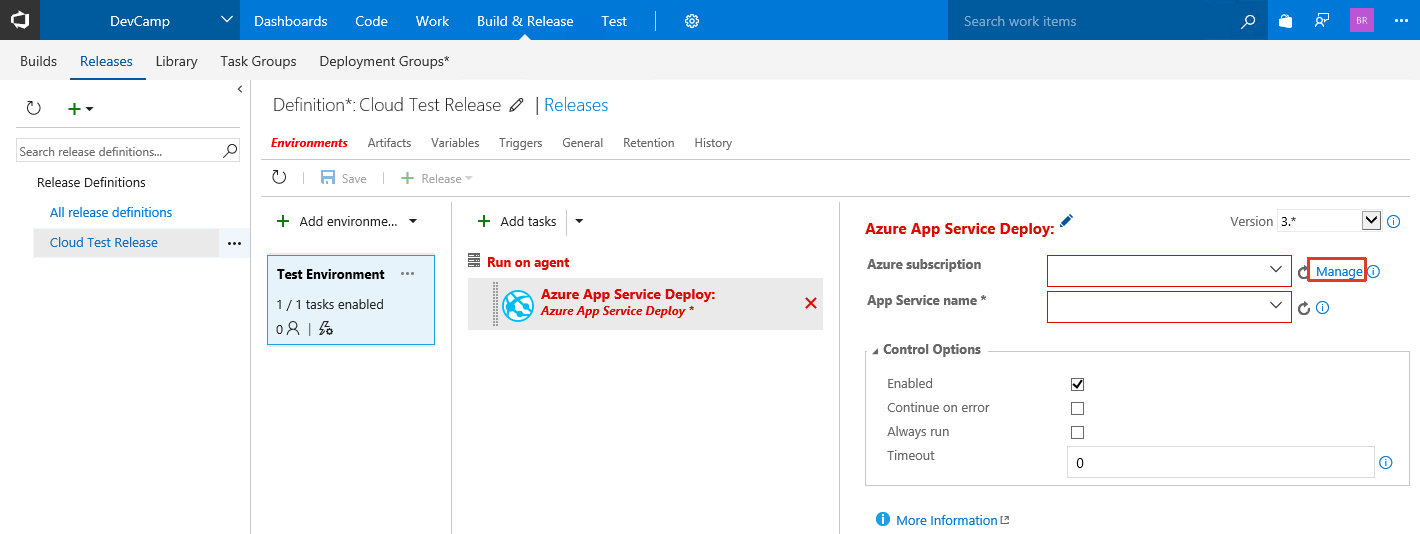 DevCamp Dashboards Code Work Build & Release Test Search work items BR
Builds Releases Library Task Groups Deployment Groups*
Search release definitions...
Release Definitions
All release definitions
Cloud Test Release
Definition*: Cloud Test Release | Releases
Environments Artifacts Variables Triggers General Retention History
Save Release
Add environme...
Test Environment
1 / 1 tasks enabled
0
Add tasks
Run on agent
Azure App Service Deploy:
Azure App Service Deploy *
Azure App Service Deploy: Version 3.*
Azure subscription Manage
App Service name *
Control Options
Enabled
Continue on error
Always run
Timeout 0
More Information